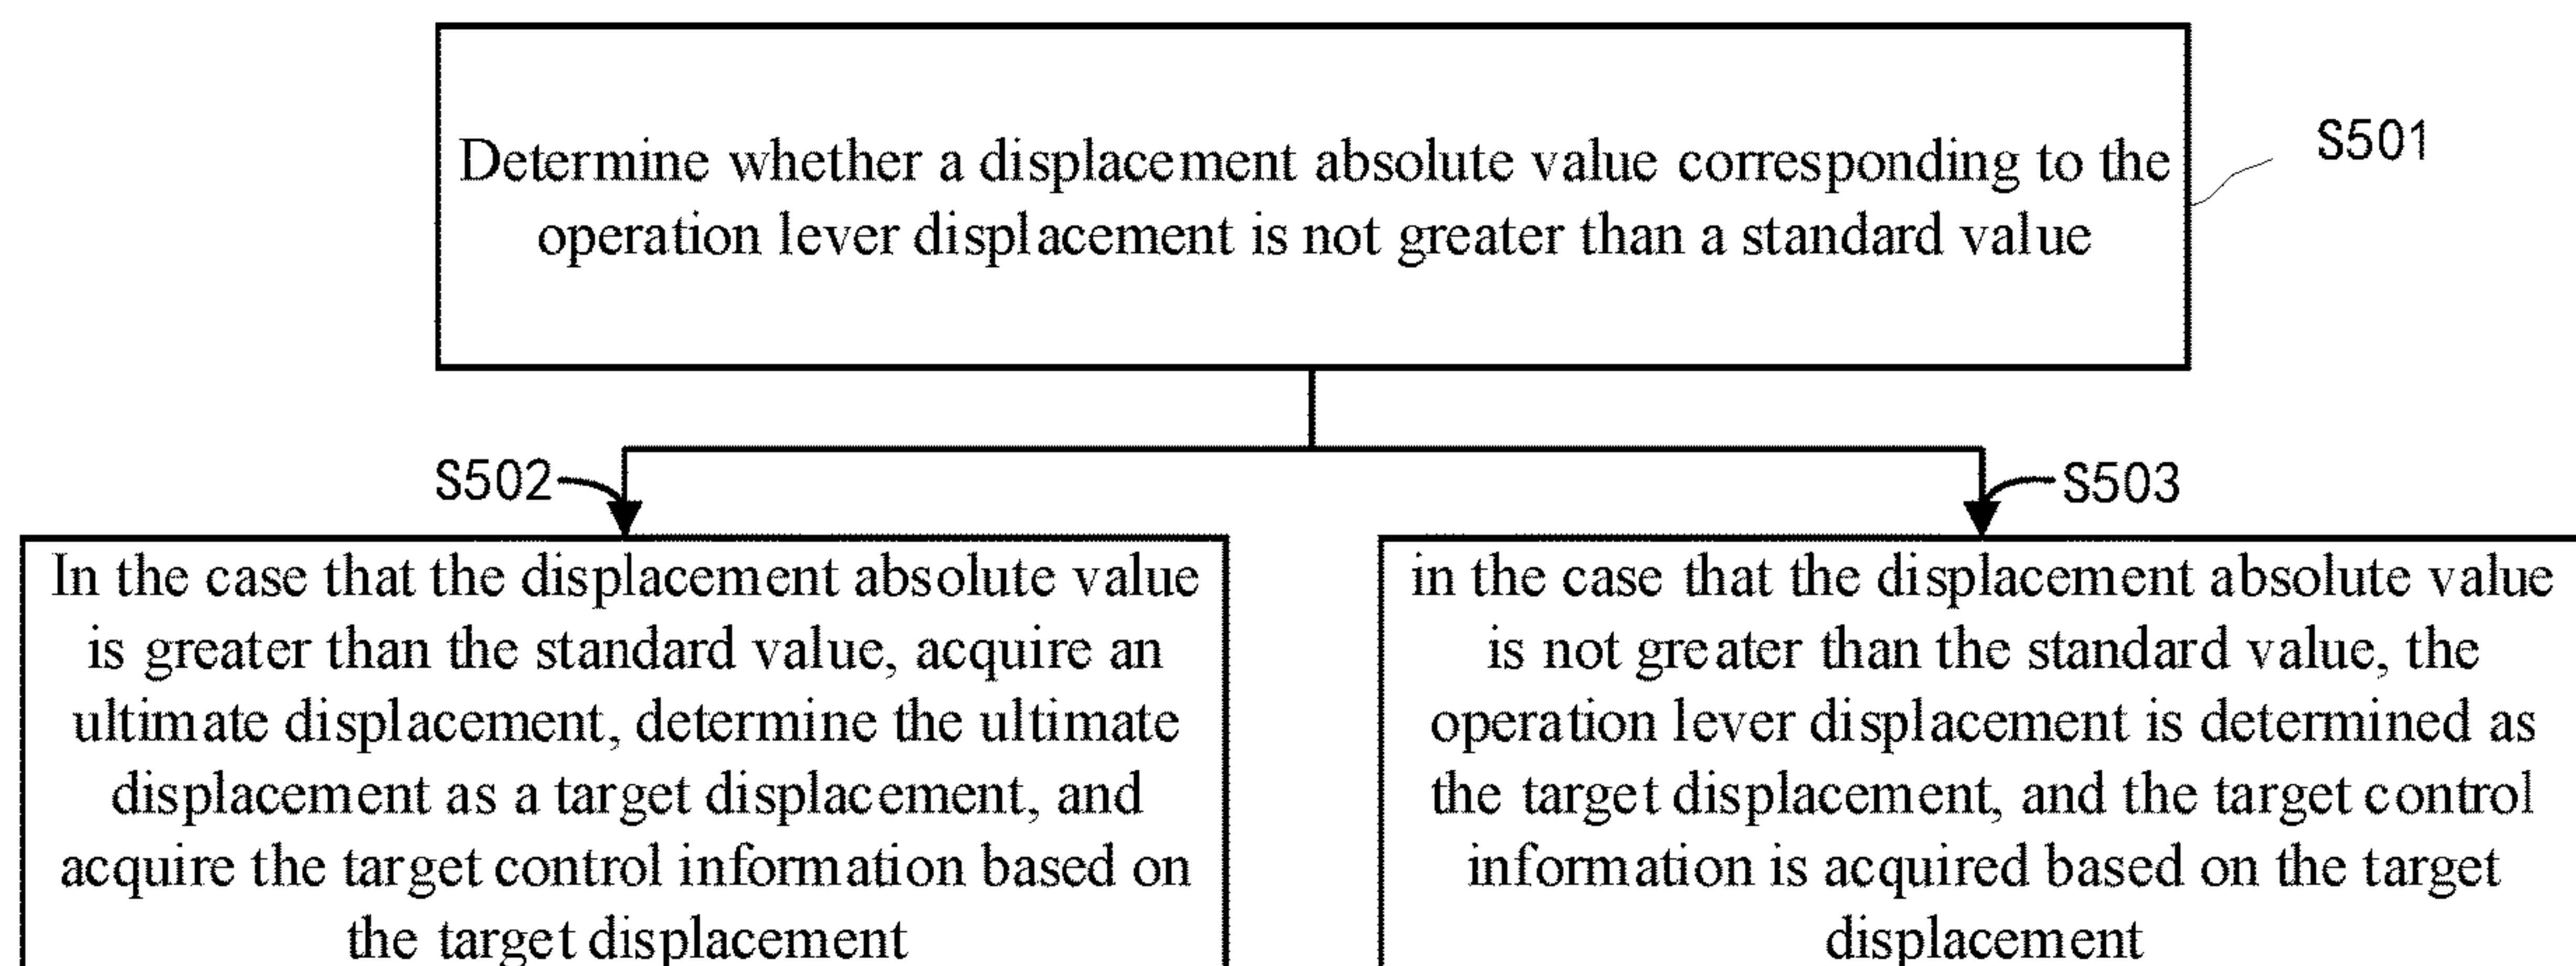 Determine whether a displacement absolute value corresponding to the
operation lever displacement is not greater than a standard value
S501
S502
S503
In the case that the displacement absolute value
is greater than the standard value, acquire an
ultimate displacement, determine the ultimate
displacement as a target displacement, and
acquire the target control information based on
the target displacement
in the case that the displacement absolute value
is not greater than the standard value, the
operation lever displacement is determined as
the target displacement, and the target control
information is acquired based on the target
displacement